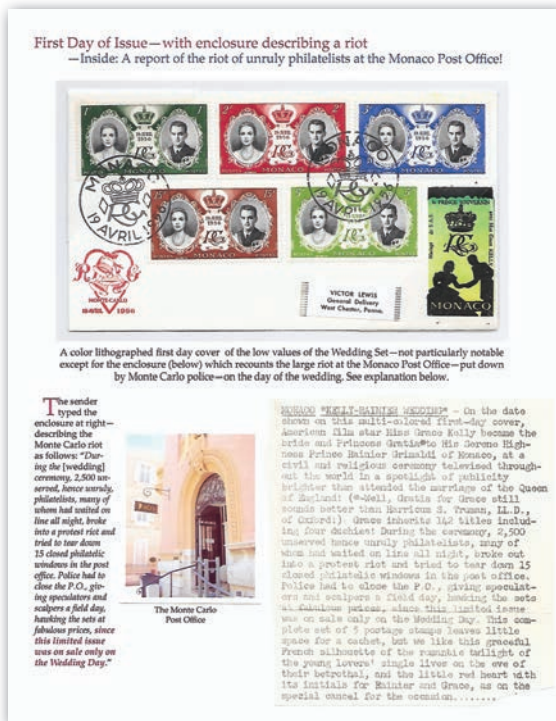 First Day of Issue—with enclosure describing a riot
—Inside: A report of the riot of unruly philatelists at the Monaco Post Office!
MONACO
MONACO
MONACO
MONACO
MONACO
19 AVRIL 1956
MONACO
19 AVRIL 1956
MONTE-CARLO
1956
MONACO
VICTOR LEWIS
General Delivery
West Chester, Penna.
A color lithographed first day cover of the low values of the Wedding Set—not particularly notable
except for the enclosure (below) which recounts the large riot at the Monaco Post Office—put down
by Monte Carlo police—on the day of the wedding. See explanation below.
The sender
typed the
enclosure at right—
describing the
Monte Carlo riot
as follows: "Dur-
ing the [wedding]
ceremony, 2,500 un-
served, hence unruly,
philatelists, many of
whom had waited on
line all night, broke
into a protest riot and
tried to tear down
15 closed philatelic
windows in the post
office. Police had to
close the P.O., giv-
ing speculators and
scalpers a field day,
hawking the sets at
fabulous prices, since
this limited issue
was on sale only on
the Wedding Day."
The Monte Carlo
Post Office
MONACO "KELLY-RAINIER WEDDING" - On the date
shown on this multi-colored first-day cover,
American film star Miss Grace Kelly became the
bride and Princess Gratia* to His Serene High-
ness Prince Rainier Grimaldi of Monaco, at a
civil and religious ceremony televised through-
out the world in a spotlight of publicity
brighter than attended the marriage of the Queen
of England! (*-Well, Gratia for Grace still
sounds better than Harricum S. Truman, LL.D.,
of Oxford!) Grace inherits 142 titles includ-
ing four duchies! During the ceremony, 2,500
unserved hence unruly philatelists, many of
whom had waited on line all night, broke out
into a protest riot and tried to tear down 15
closed philatelic windows in the post office.
Police had to close the P.O., giving speculat-
ors and scalpers a field day, hawking the sets
at fabulous prices, since this limited issue
was on sale only on the Wedding Day. This com-
plete set of 5 postage stamps leaves little
space for a cachet, but we like this graceful
French silhouette of the romantic twilight of
the young lovers' single lives on the eve of
their betrothal, and the little red heart with
its initials for Rainier and Grace, as on the
special cancel for the occasion........